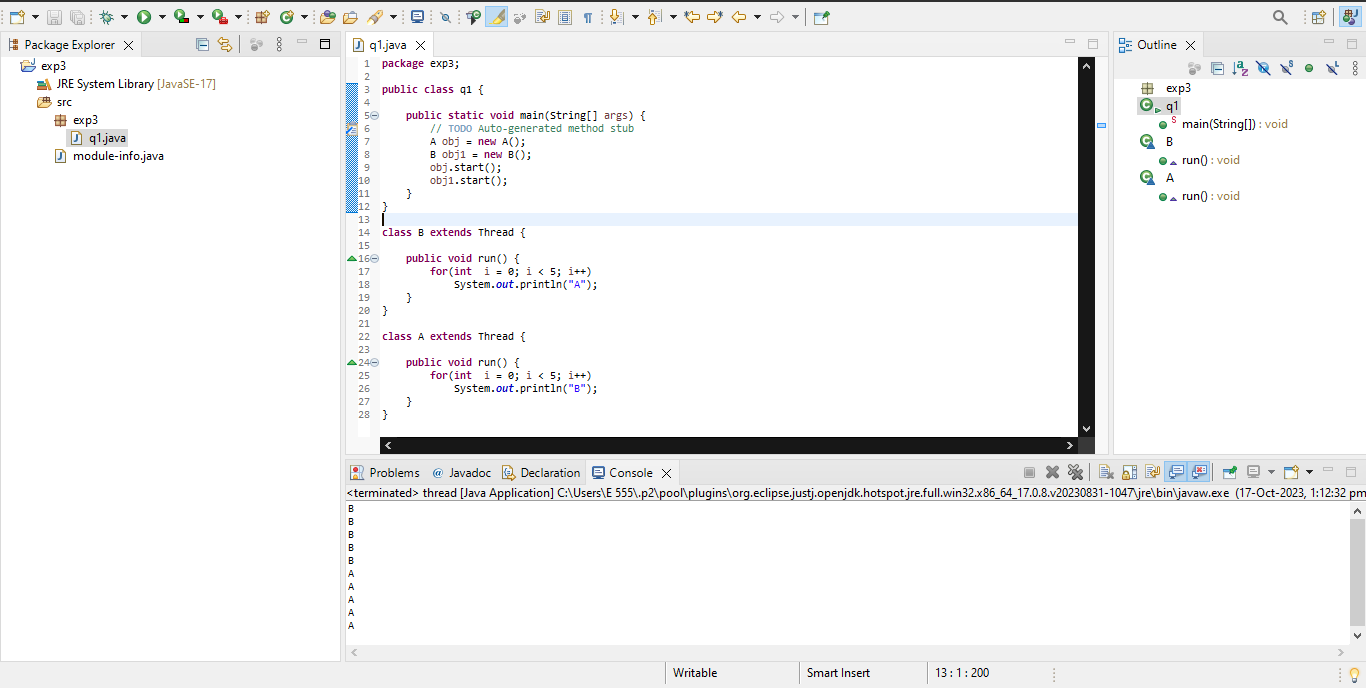 Package Explorer
exp3
JRE System Library [JavaSE-17]
src
exp3
q1.java
module-info.java
q1.java
1 package exp3;
2
3 public class q1 {
4
5 public static void main(String[] args) {
6 // TODO Auto-generated method stub
7 A obj = new A();
8 B obj1 = new B();
9 obj.start();
10 obj1.start();
11 }
12 }
13
14 class B extends Thread {
15
16 public void run() {
17 for(int i = 0; i < 5; i++)
18 System.out.println("A");
19 }
20 }
21
22 class A extends Thread {
23
24 public void run() {
25 for(int i = 0; i < 5; i++)
26 System.out.println("B");
27 }
28 }
Outline
exp3
q1
main(String[]) : void
B
run() : void
A
run() : void
Problems @ Javadoc Declaration Console
<terminated> thread [Java Application] C:\Users\E 555\.p2\pool\plugins\org.eclipse.justj.openjdk.hotspot.jre.full.win32.x86_64_17.0.8.v20230831-1047\jre\bin\javaw.exe (17-Oct-2023, 1:12:32 pm
B
B
B
B
B
A
A
A
A
A
Writable
Smart Insert
13 : 1 : 200